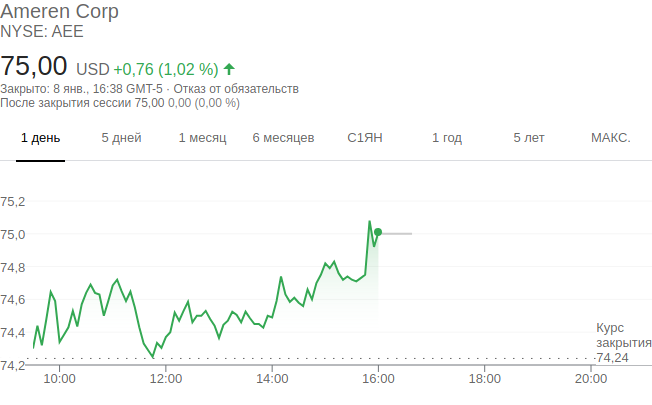 Ameren Corp
NYSE: AEE
75,00 USD +0,76 (1,02 %)
Закрыто: 8 янв., 16:38 GMT-5 · Отказ от обязательств
После закрытия сессии 75,00 0,00 (0,00 %)
1 день 5 дней 1 месяц 6 месяцев С1ЯН 1 год 5 лет МАКС.
75,2
75,0
74,8
74,6
74,4
74,2
Курс
закрытия
74,24
10:00 12:00 14:00 16:00 18:00 20:00